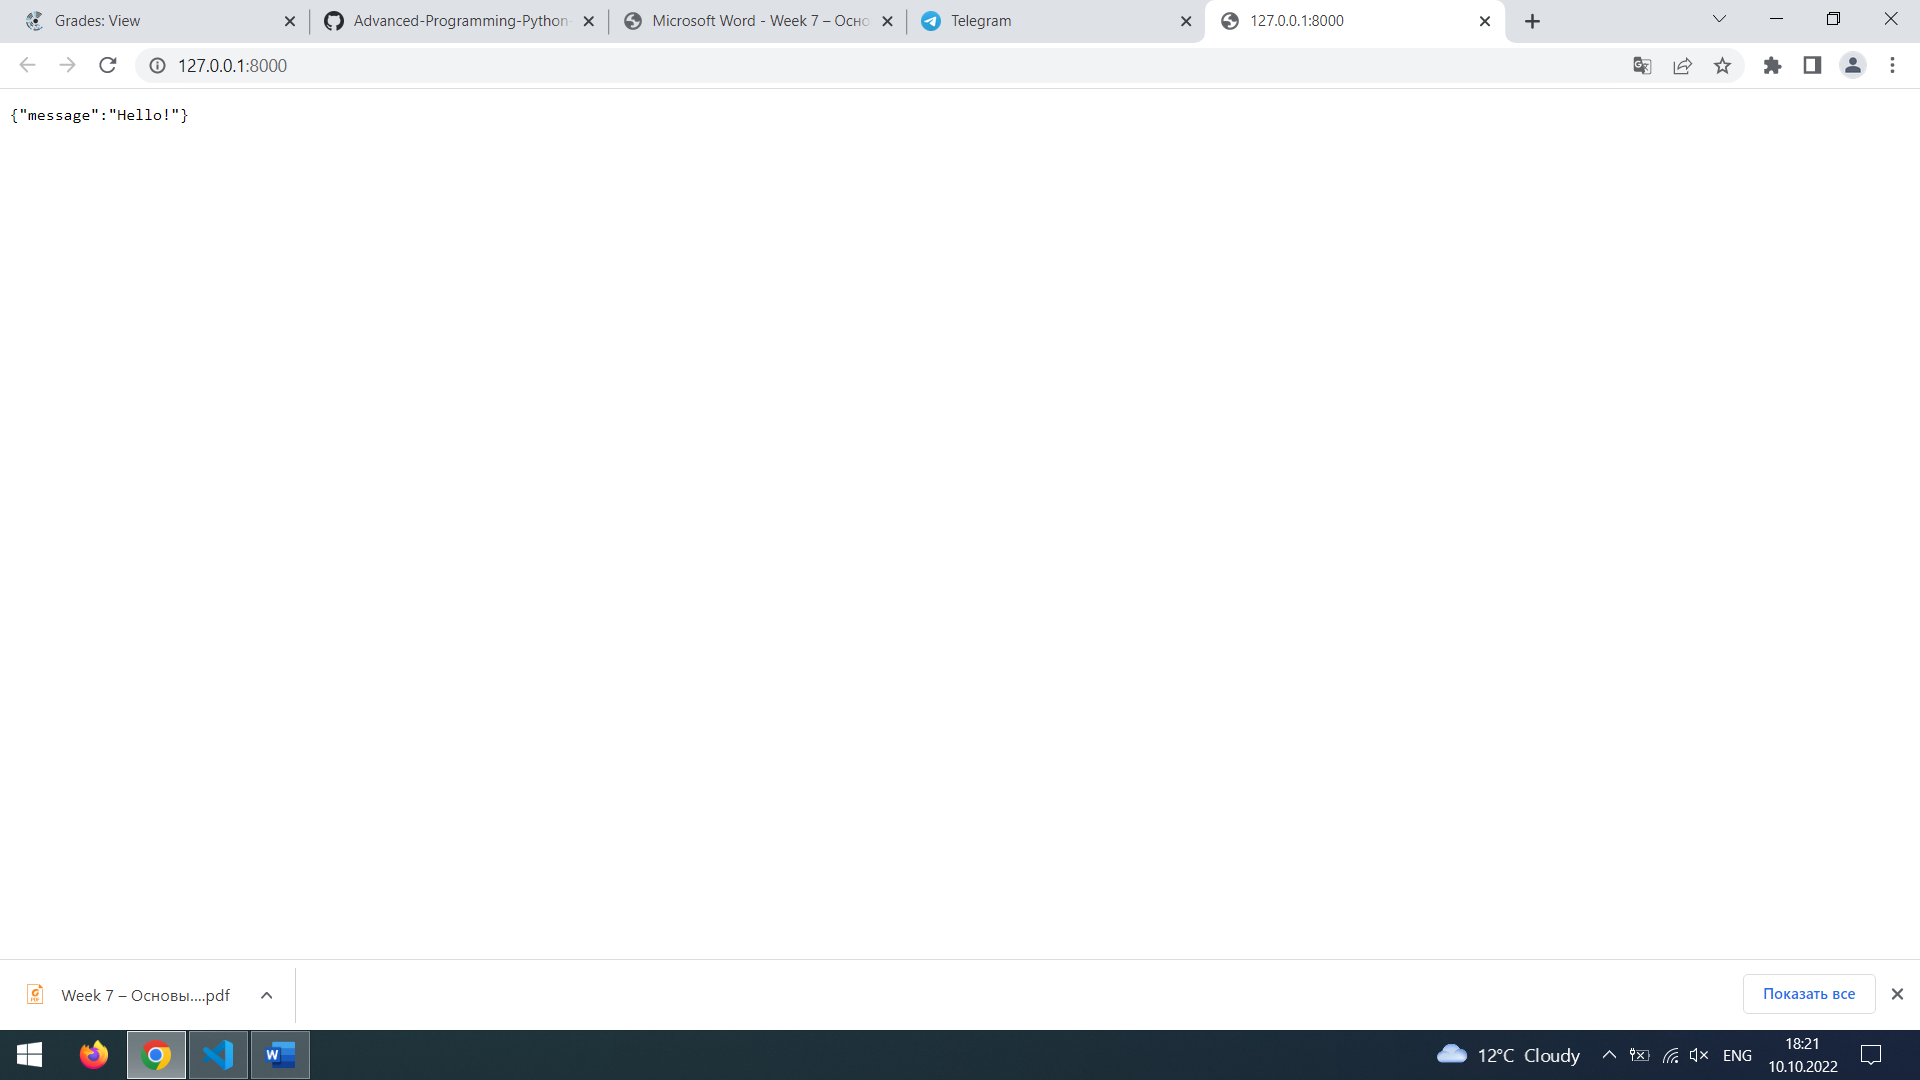 Grades: View
Advanced-Programming-Python-
Microsoft Word - Week 7 – Осно
Telegram
127.0.0.1:8000
127.0.0.1:8000
{"message":"Hello!"}
Week 7 – Основы....pdf
Показать все
12°C Cloudy
ENG
18:21
10.10.2022